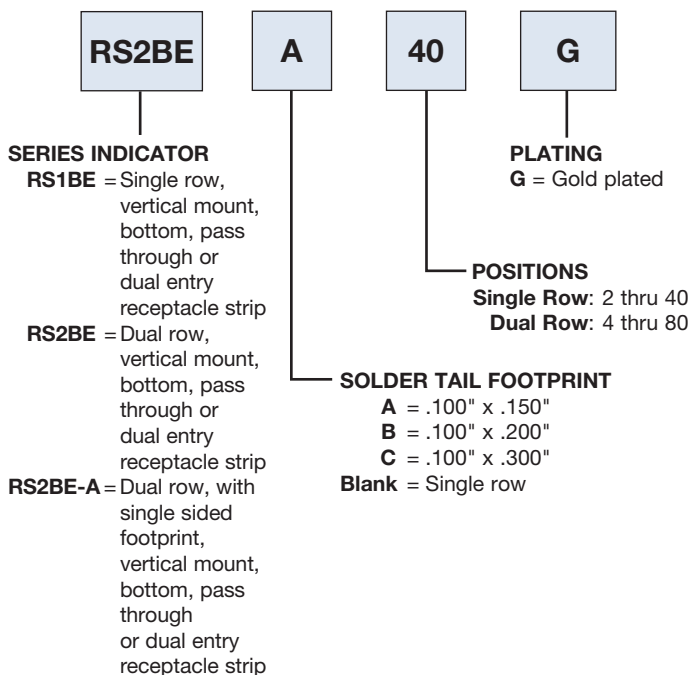 RS2BE A 40 G
SERIES INDICATOR
RS1BE = Single row,
vertical mount,
bottom, pass
through or
dual entry
receptacle strip
RS2BE = Dual row,
vertical mount,
bottom, pass
through or
dual entry
receptacle strip
RS2BE-A = Dual row, with
single sided
footprint,
vertical mount,
bottom, pass
through
or dual entry
receptacle strip
SOLDER TAIL FOOTPRINT
A = .100" x .150"
B = .100" x .200"
C = .100" x .300"
Blank = Single row
POSITIONS
Single Row: 2 thru 40
Dual Row: 4 thru 80
PLATING
G = Gold plated